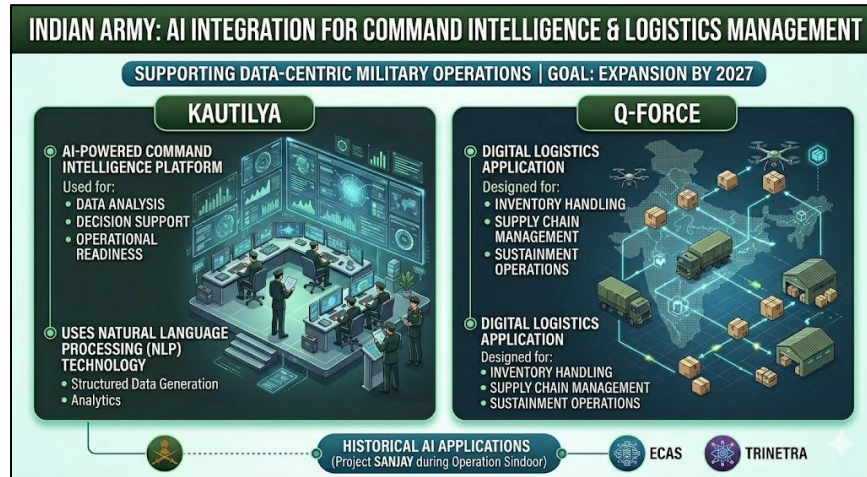 INDIAN ARMY: AI INTEGRATION FOR COMMAND INTELLIGENCE & LOGISTICS MANAGEMENT
SUPPORTING DATA-CENTRIC MILITARY OPERATIONS | GOAL: EXPANSION BY 2027
KAUTILYA
AI-POWERED COMMAND
INTELLIGENCE PLATFORM
Used for:
• DATA ANALYSIS
• DECISION SUPPORT
• OPERATIONAL
READINESS
USES NATURAL LANGUAGE
PROCESSING (NLP)
TECHNOLOGY
• Structured Data Generation
• Analytics
Q-FORCE
DIGITAL LOGISTICS
APPLICATION
Designed for:
• INVENTORY HANDLING
• SUPPLY CHAIN
MANAGEMENT
• SUSTAINMENT
OPERATIONS
DIGITAL LOGISTICS
APPLICATION
Designed for:
• INVENTORY HANDLING
• SUPPLY CHAIN MANAGEMENT
• SUSTAINMENT OPERATIONS
HISTORICAL AI APPLICATIONS
(Project SANJAY during Operation Sindoor)
ECAS
TRINETRA